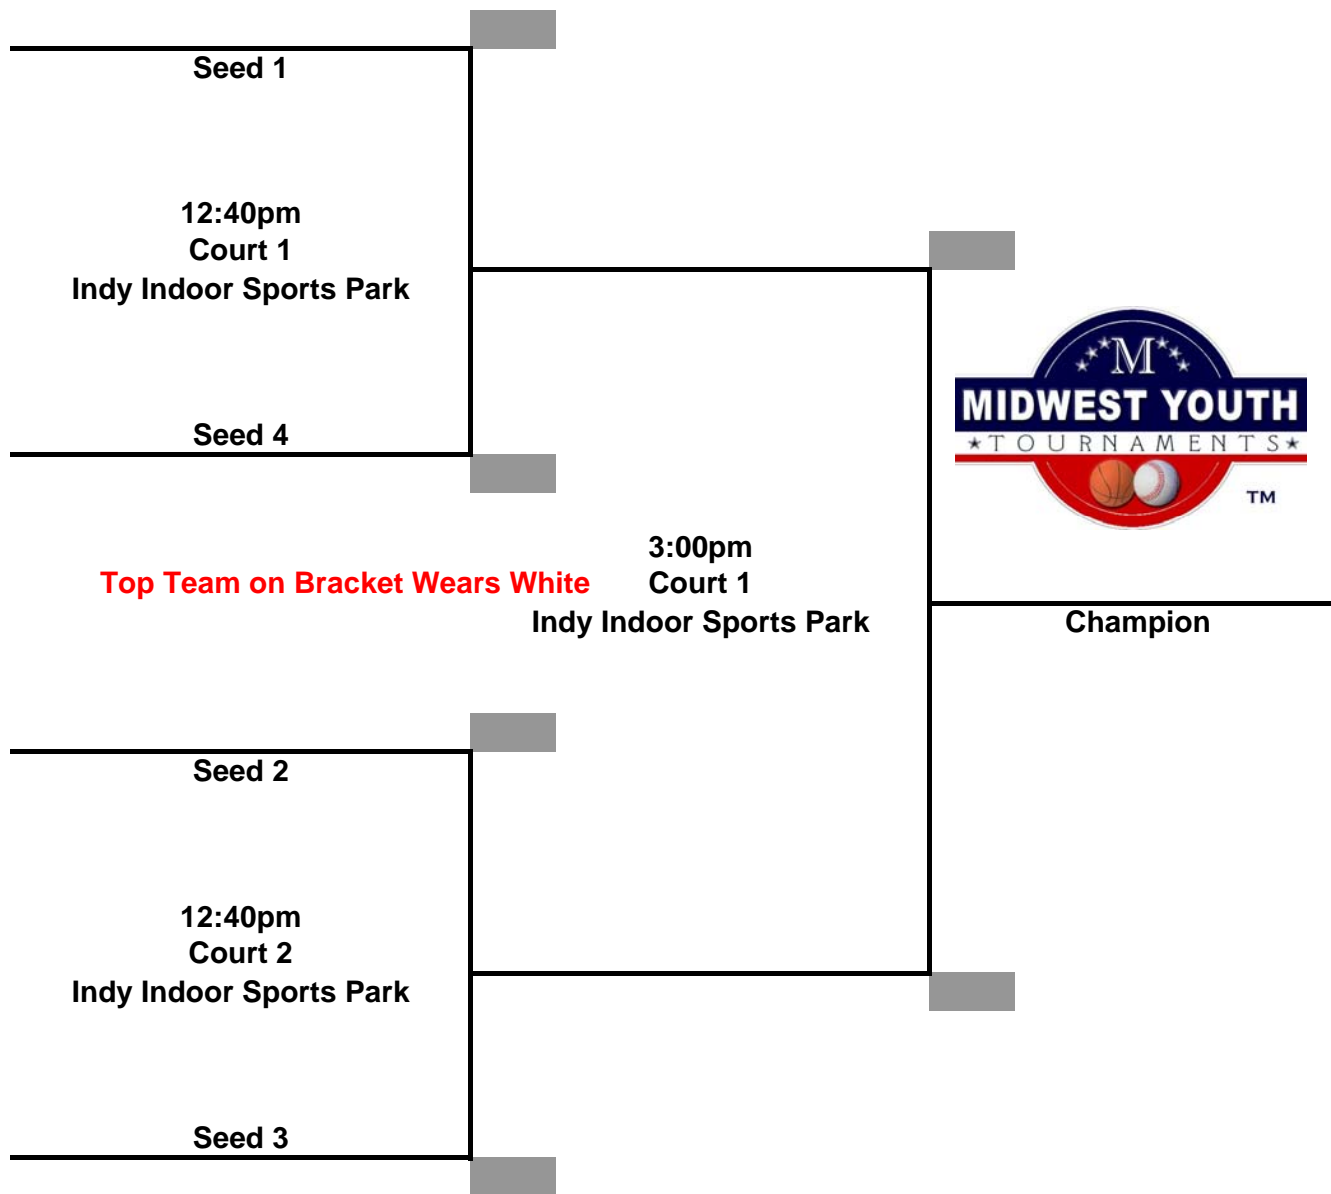 Seed 1
12:40pm
Court 1
Indy Indoor Sports Park
Seed 4
M
MIDWEST YOUTH
★TOURNAMENTS★
TM
3:00pm
Top Team on Bracket Wears White
Court 1
Indy Indoor Sports Park
Champion
Seed 2
12:40pm
Court 2
Indy Indoor Sports Park
Seed 3